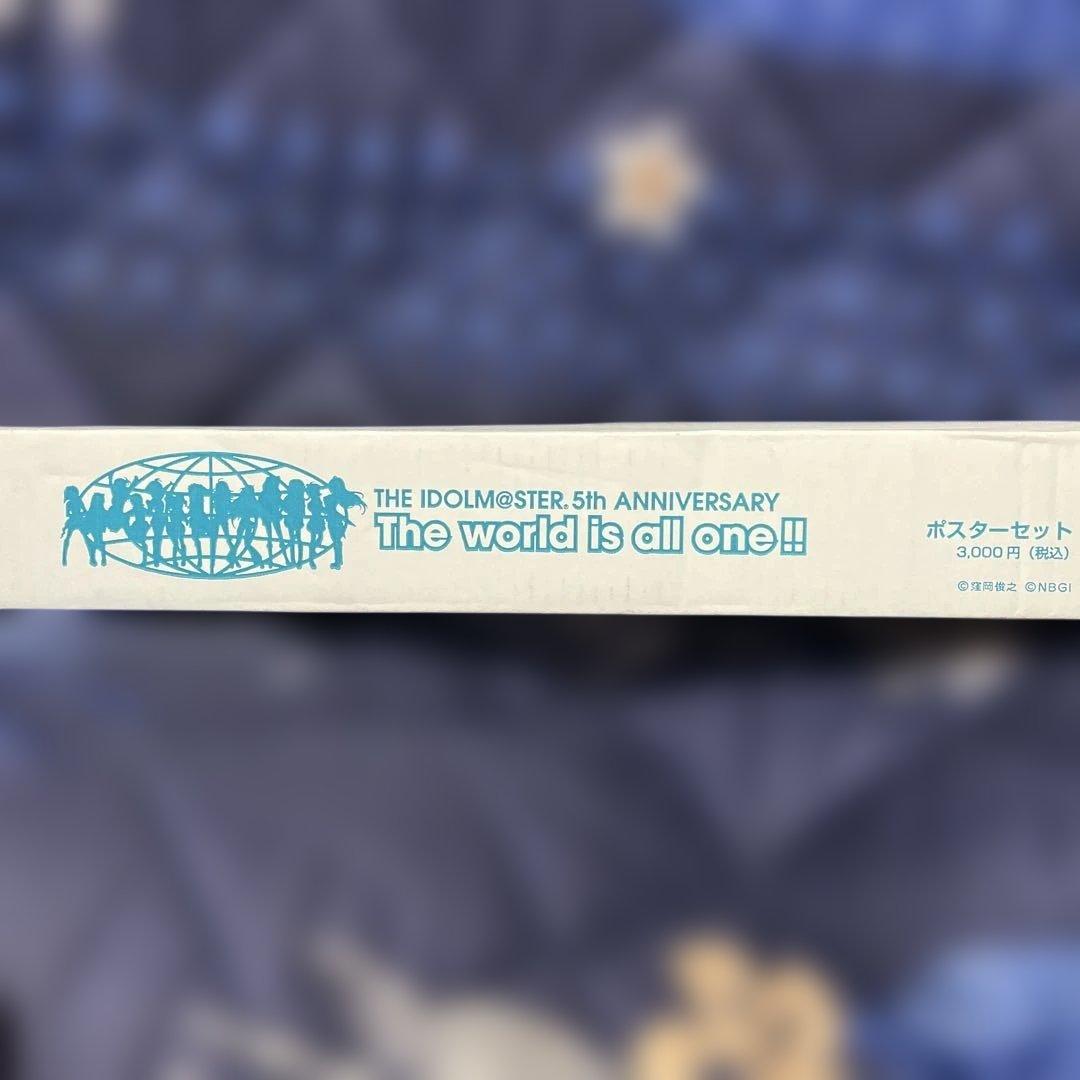 THE IDOLM@STER. 5th ANNIVERSARY
The world is all one!!
ポスターセット
3,000円（税込）
©窪岡俊之 ©NBGI